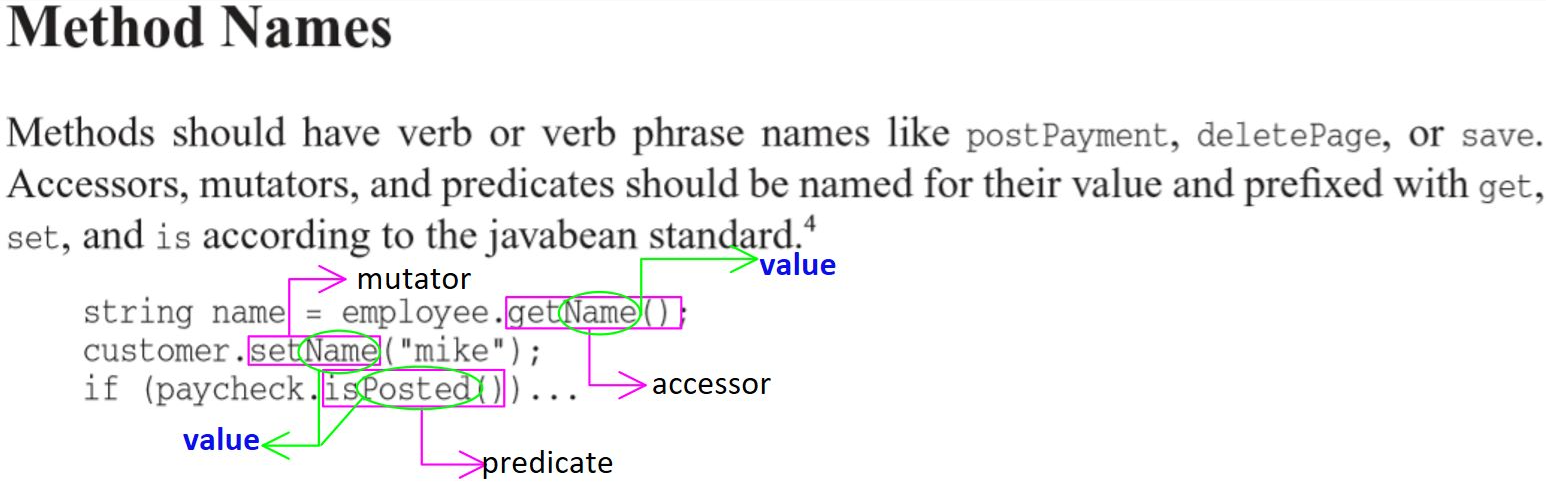 Method Names
Methods should have verb or verb phrase names like postPayment, deletePage, or save.
Accessors, mutators, and predicates should be named for their value and prefixed with get,
set, and is according to the javabean standard.4
value
mutator
string name = employee.getName();
customer.setName("mike");
accessor
if (paycheck.isPosted())...
value
predicate